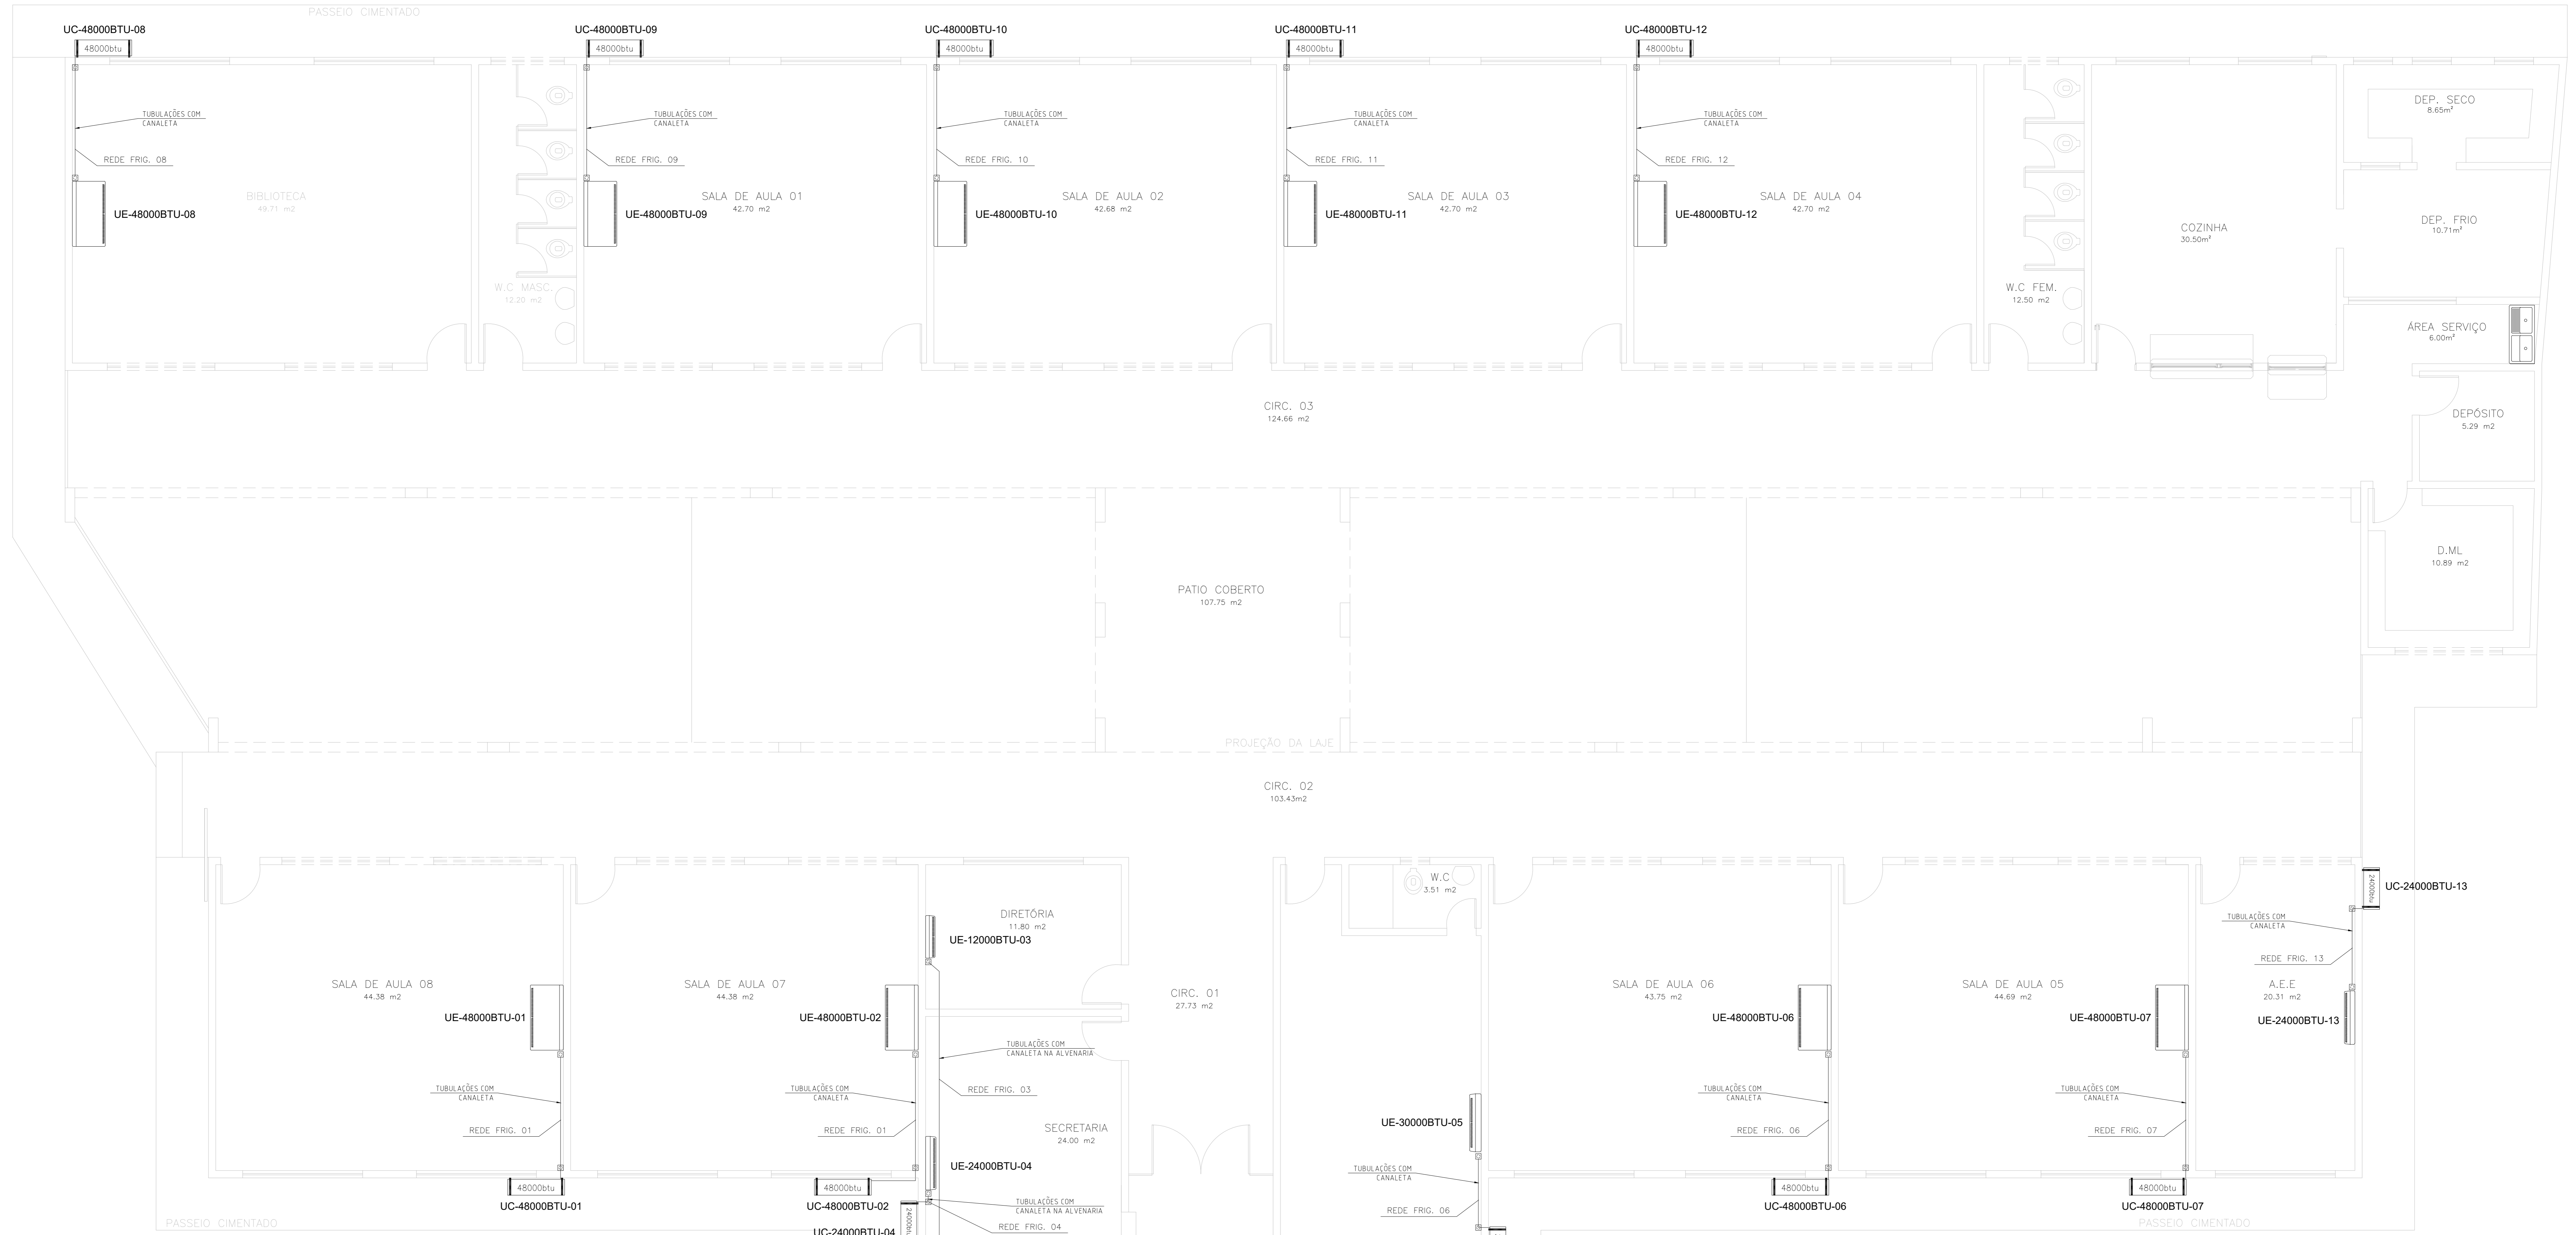 PASSEIO CIMENTADO
UC-48000BTU-08
UC-48000BTU-09
UC-48000BTU-10
UC-48000BTU-11
UC-48000BTU-12
48000btu
48000btu
48000btu
48000btu
48000btu
TUBULAÇÕES COM
CANALETA
TUBULAÇÕES COM
CANALETA
TUBULAÇÕES COM
CANALETA
TUBULAÇÕES COM
CANALETA
TUBULAÇÕES COM
CANALETA
REDE FRIG. 08
REDE FRIG. 09
REDE FRIG. 10
REDE FRIG. 11
REDE FRIG. 12
DEP. SECO
8.65m²
BIBLIOTECA
49.71 m2
SALA DE AULA 01
42.70 m2
SALA DE AULA 02
42.68 m2
SALA DE AULA 03
42.70 m2
SALA DE AULA 04
42.70 m2
UE-48000BTU-08
UE-48000BTU-09
UE-48000BTU-10
UE-48000BTU-11
UE-48000BTU-12
COZINHA
30.50m²
DEP. FRIO
10.71m²
W.C MASC.
12.20 m2
W.C FEM.
12.50 m2
ÁREA SERVIÇO
6.00m²
CIRC. 03
124.66 m2
DEPÓSITO
5.29 m2
D.ML
10.89 m2
PATIO COBERTO
107.75 m2
PROJEÇÃO DA LAJE
CIRC. 02
103.43m2
W.C
3.51 m2
24000btu
UC-24000BTU-13
DIRETÓRIA
11.80 m2
UE-12000BTU-03
TUBULAÇÕES COM
CANALETA
REDE FRIG. 13
SALA DE AULA 08
44.38 m2
SALA DE AULA 07
44.38 m2
CIRC. 01
27.73 m2
SALA DE AULA 06
43.75 m2
SALA DE AULA 05
44.69 m2
A.E.E
20.31 m2
UE-48000BTU-01
UE-48000BTU-02
UE-48000BTU-06
UE-48000BTU-07
UE-24000BTU-13
TUBULAÇÕES COM
CANALETA NA ALVENARIA
REDE FRIG. 03
TUBULAÇÕES COM
CANALETA
TUBULAÇÕES COM
CANALETA
TUBULAÇÕES COM
CANALETA
TUBULAÇÕES COM
CANALETA
REDE FRIG. 01
REDE FRIG. 01
SECRETARIA
24.00 m2
UE-30000BTU-05
REDE FRIG. 06
REDE FRIG. 07
UE-24000BTU-04
TUBULAÇÕES COM
CANALETA
48000btu
48000btu
48000btu
48000btu
UC-48000BTU-01
UC-48000BTU-02
TUBULAÇÕES COM
CANALETA NA ALVENARIA
REDE FRIG. 06
UC-48000BTU-06
UC-48000BTU-07
PASSEIO CIMENTADO
24000btu
UC-24000BTU-04
REDE FRIG. 04
PASSEIO CIMENTADO